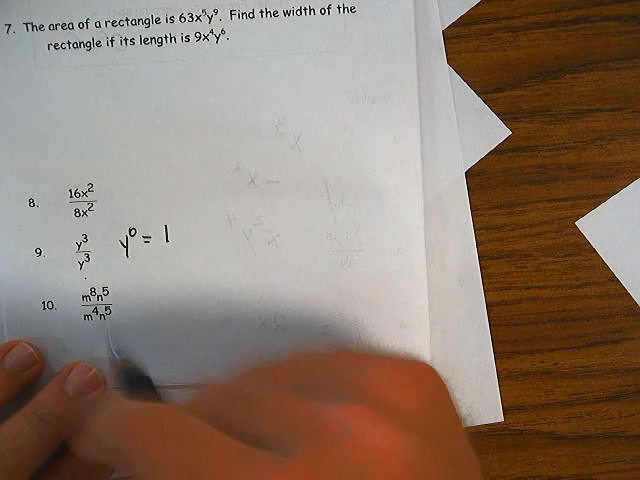 7. The area of a rectangle is 63x⁵y⁹. Find the width of the
rectangle if its length is 9x⁴y⁶.
8. 16x²
8x²
9. y³
y³
y⁰ = 1
10. m⁸n⁵
m⁴n⁵